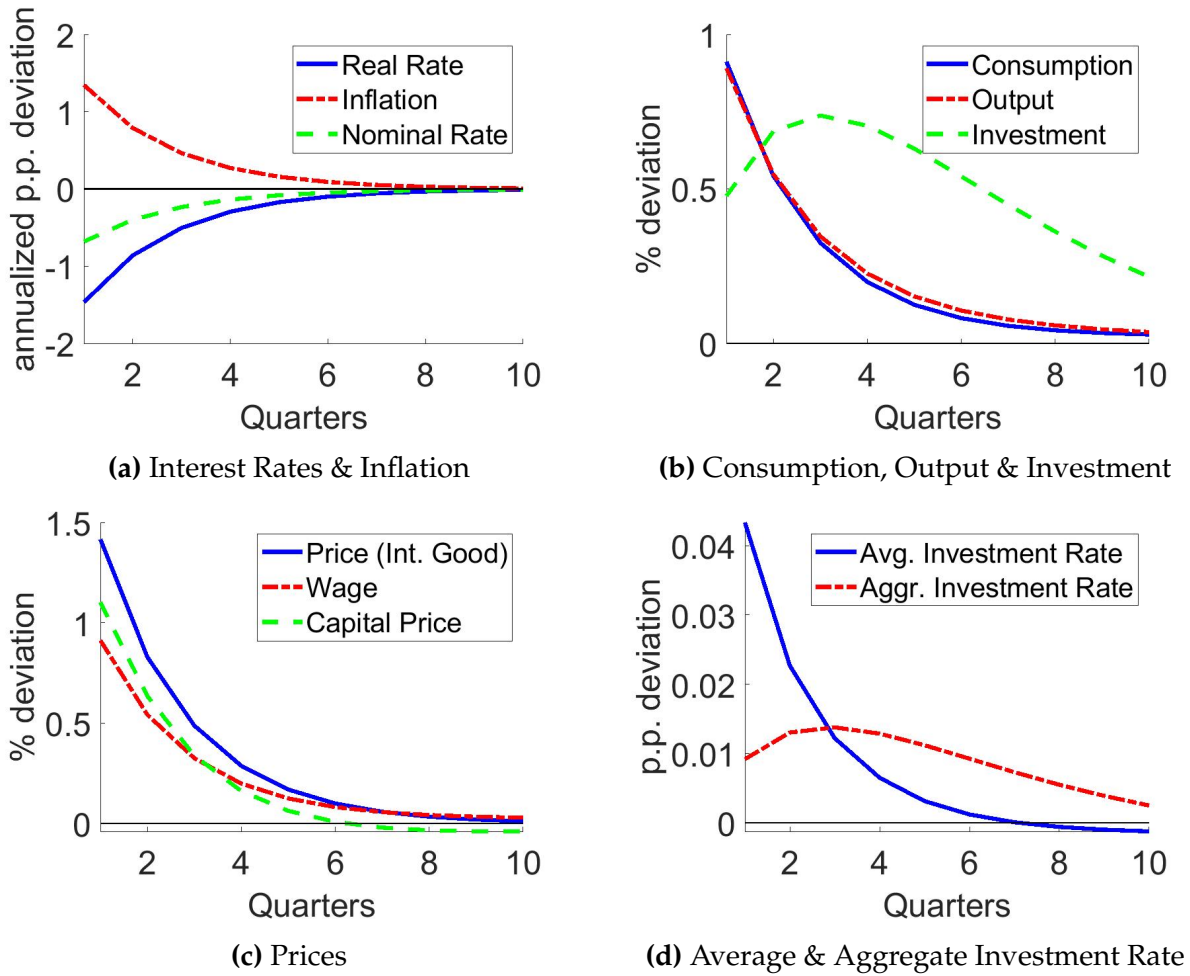 annualized p.p. deviation
2
1
0
-1
-2
Real Rate
Inflation
Nominal Rate
2
4
6
8
10
Quarters
(a) Interest Rates & Inflation
% deviation
1
0.5
0
Consumption
Output
Investment
2
4
6
8
10
Quarters
(b) Consumption, Output & Investment
% deviation
1.5
1
0.5
0
Price (Int. Good)
Wage
Capital Price
2
4
6
8
10
Quarters
(c) Prices
p.p. deviation
0.04
0.03
0.02
0.01
0
Avg. Investment Rate
Aggr. Investment Rate
2
4
6
8
10
Quarters
(d) Average & Aggregate Investment Rate